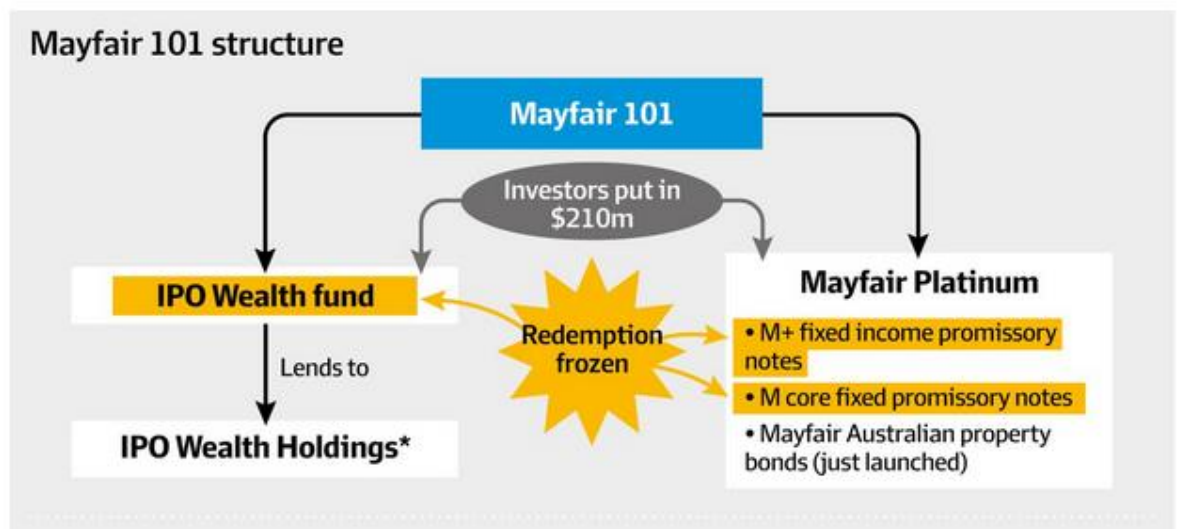 Mayfair 101 structure
Mayfair 101
Investors put in
$210m
IPO Wealth fund
Lends to
IPO Wealth Holdings*
Redemption
frozen
Mayfair Platinum
• M+ fixed income promissory
notes
• M core fixed promissory notes
• Mayfair Australian property
bonds (just launched)